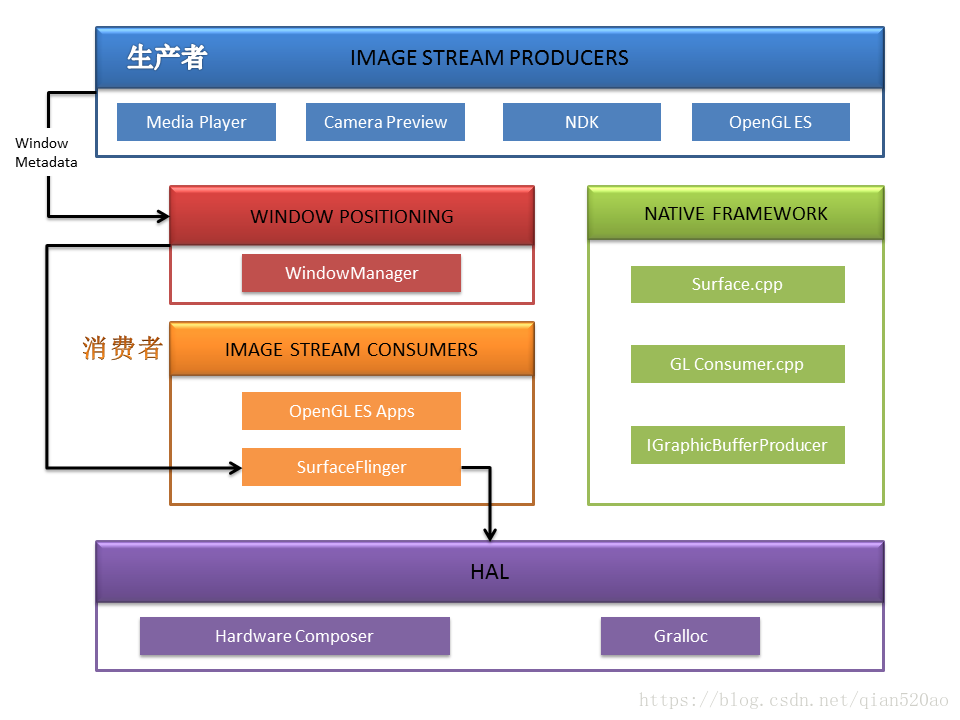 生产者
IMAGE STREAM PRODUCERS
Media Player
Camera Preview
NDK
OpenGL ES
Window
Metadata
WINDOW POSITIONING
WindowManager
NATIVE FRAMEWORK
Surface.cpp
GL Consumer.cpp
IGraphicBufferProducer
消费者
IMAGE STREAM CONSUMERS
OpenGL ES Apps
SurfaceFlinger
HAL
Hardware Composer
Gralloc
https://blog.csdn.net/qian520ao